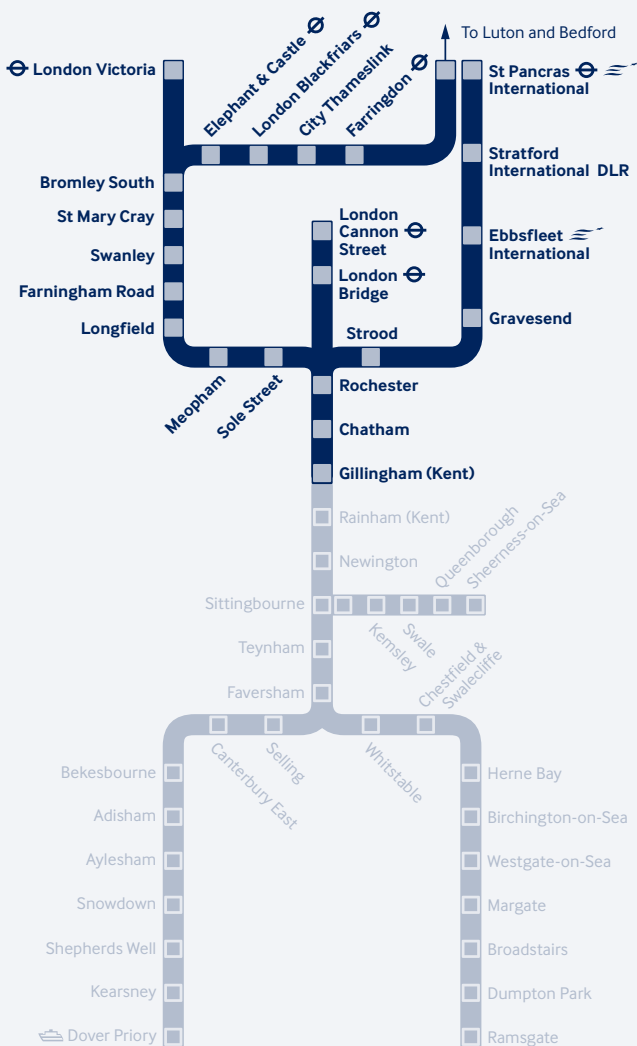 To Luton and Bedford
London Victoria
Elephant & Castle
London Blackfriars
City Thameslink
Farringdon
St Pancras
International
Stratford
International DLR
Bromley South
St Mary Cray
Swanley
Farningham Road
Longfield
London
Cannon
Street
London
Bridge
Ebbsfleet
International
Gravesend
Strood
Meopham
Sole Street
Rochester
Chatham
Gillingham (Kent)
Rainham (Kent)
Newington
Sittingbourne
Kemsley
Swale
Queenborough
Sheerness-on-Sea
Teynham
Faversham
Canterbury East
Selling
Whitstable
Chestfield &
Swalecliffe
Bekesbourne
Adisham
Aylesham
Snowdown
Shepherds Well
Kearsney
Dover Priory
Herne Bay
Birchington-on-Sea
Westgate-on-Sea
Margate
Broadstairs
Dumpton Park
Ramsgate